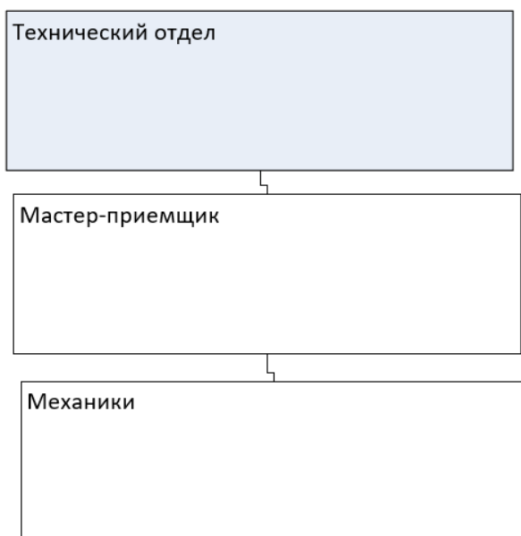 Технический отдел
Мастер-приемщик
Механики